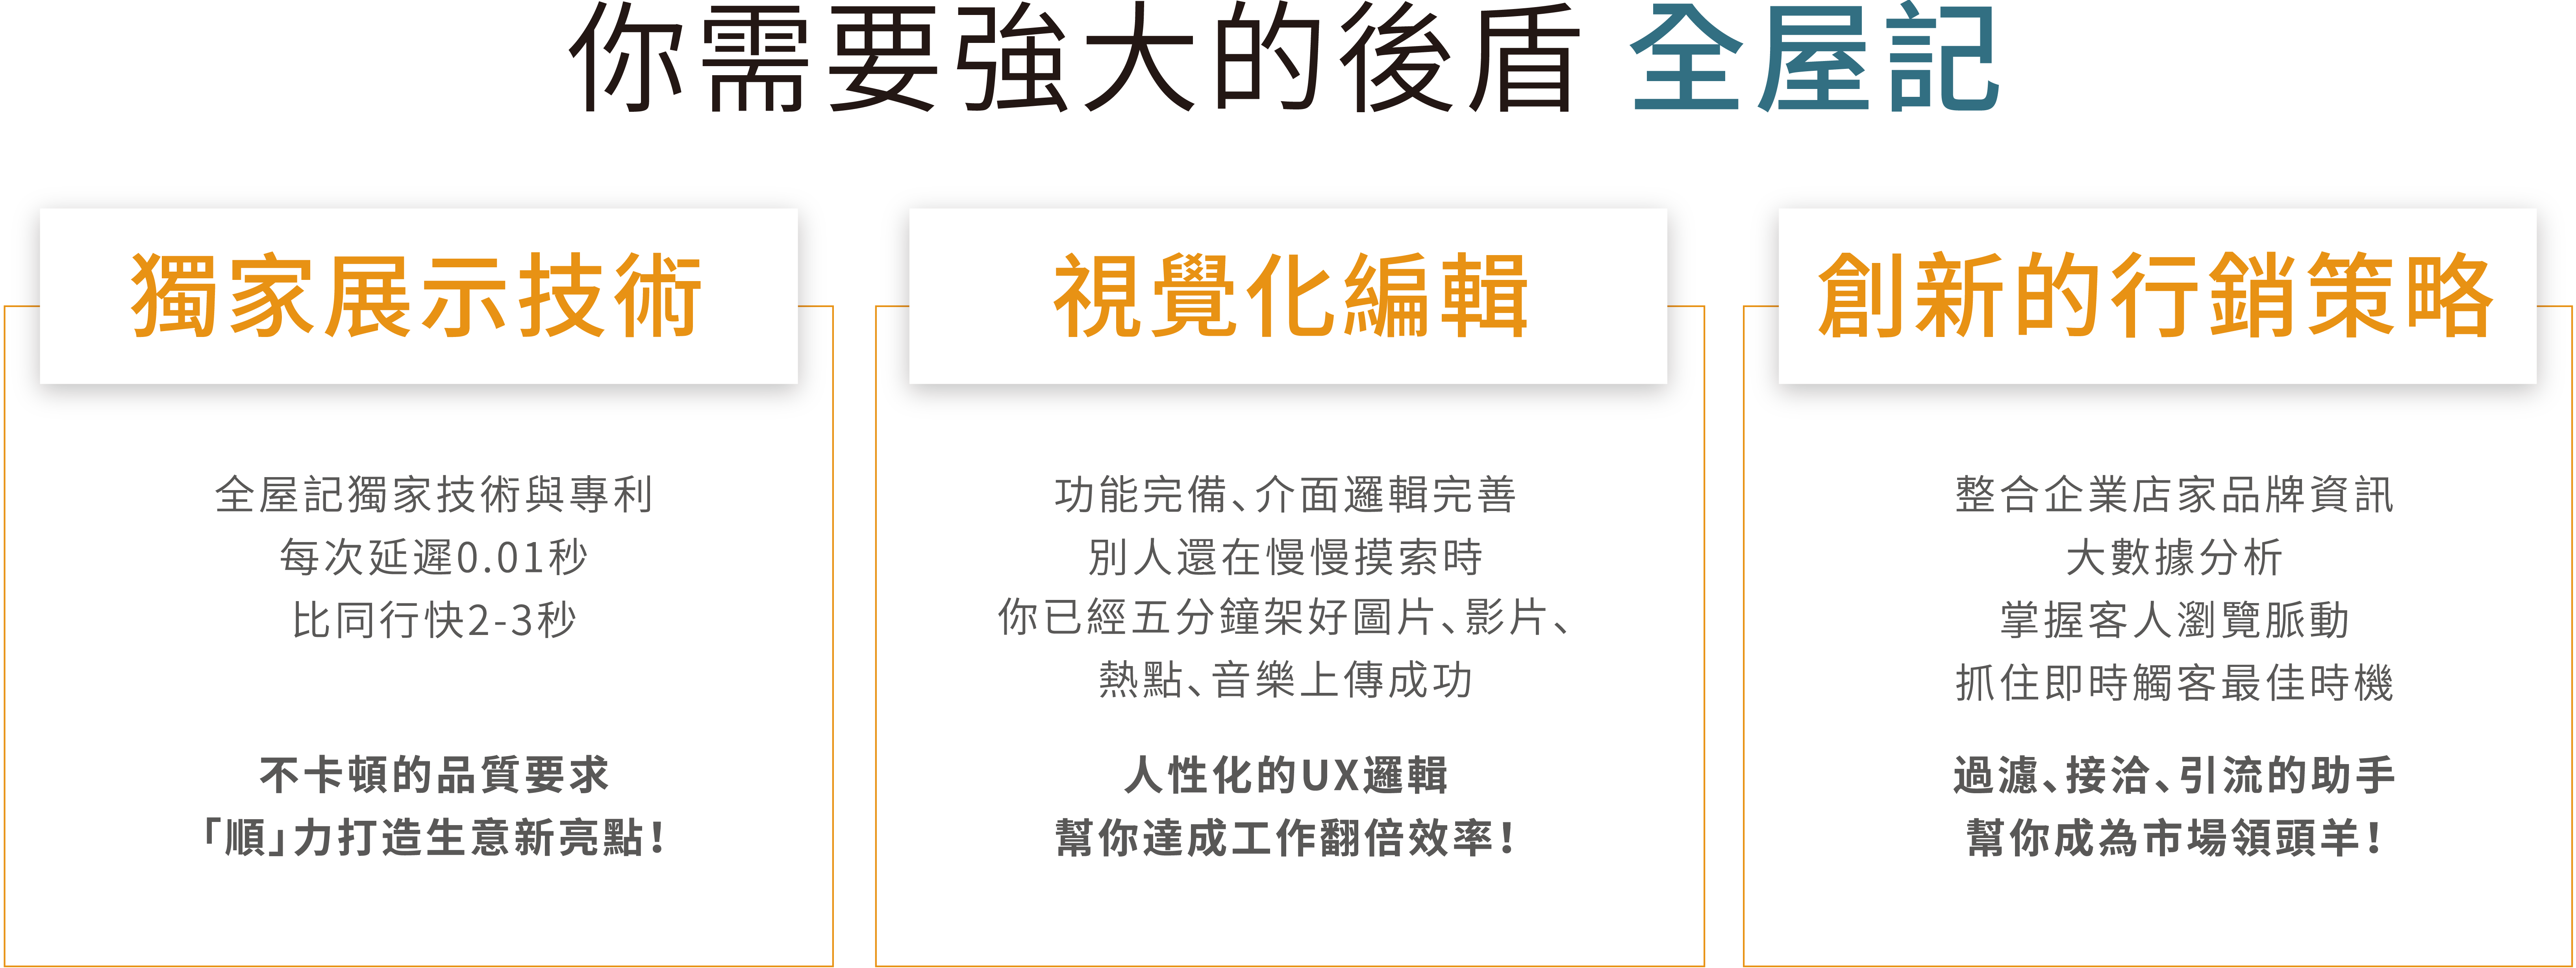 你需要強大的後盾 全屋記
獨家展示技術
全屋記獨家技術與專利
每次延遲0.01秒
比同行快2-3秒
不卡頓的品質要求
「順」力打造生意新亮點！
視覺化編輯
功能完備、介面邏輯完善
別人還在慢慢摸索時
你已經五分鐘架好圖片、影片、
熱點、音樂上傳成功
人性化的UX邏輯
幫你達成工作翻倍效率！
創新的行銷策略
整合企業店家品牌資訊
大數據分析
掌握客人瀏覽脈動
抓住即時觸客最佳時機
過濾、接洽、引流的助手
幫你成為市場領頭羊！